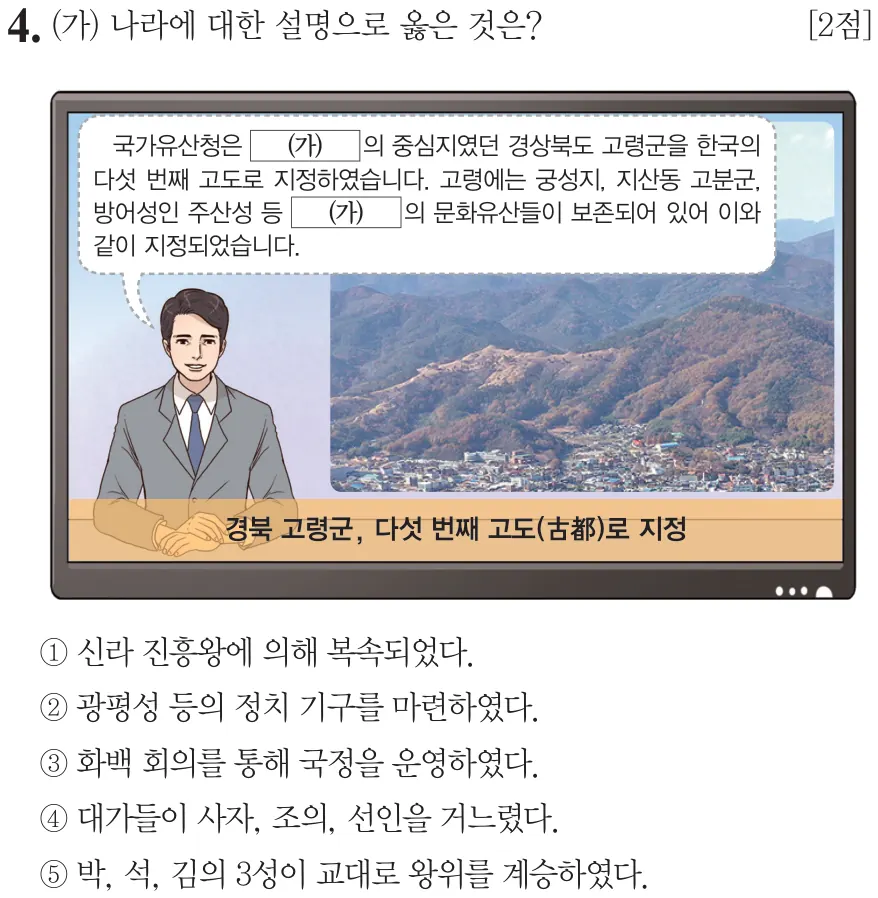 4. (가) 나라에 대한 설명으로 옳은 것은? [2점]
국가유산청은 (가) 의 중심지였던 경상북도 고령군을 한국의
다섯 번째 고도로 지정하였습니다. 고령에는 궁성지, 지산동 고분군,
방어성인 주산성 등 (가) 의 문화유산들이 보존되어 있어 이와
같이 지정되었습니다.
경북 고령군, 다섯 번째 고도(古都)로 지정
① 신라 진흥왕에 의해 복속되었다.
② 광평성 등의 정치 기구를 마련하였다.
③ 화백 회의를 통해 국정을 운영하였다.
④ 대가들이 사자, 조의, 선인을 거느렸다.
⑤ 박, 석, 김의 3성이 교대로 왕위를 계승하였다.